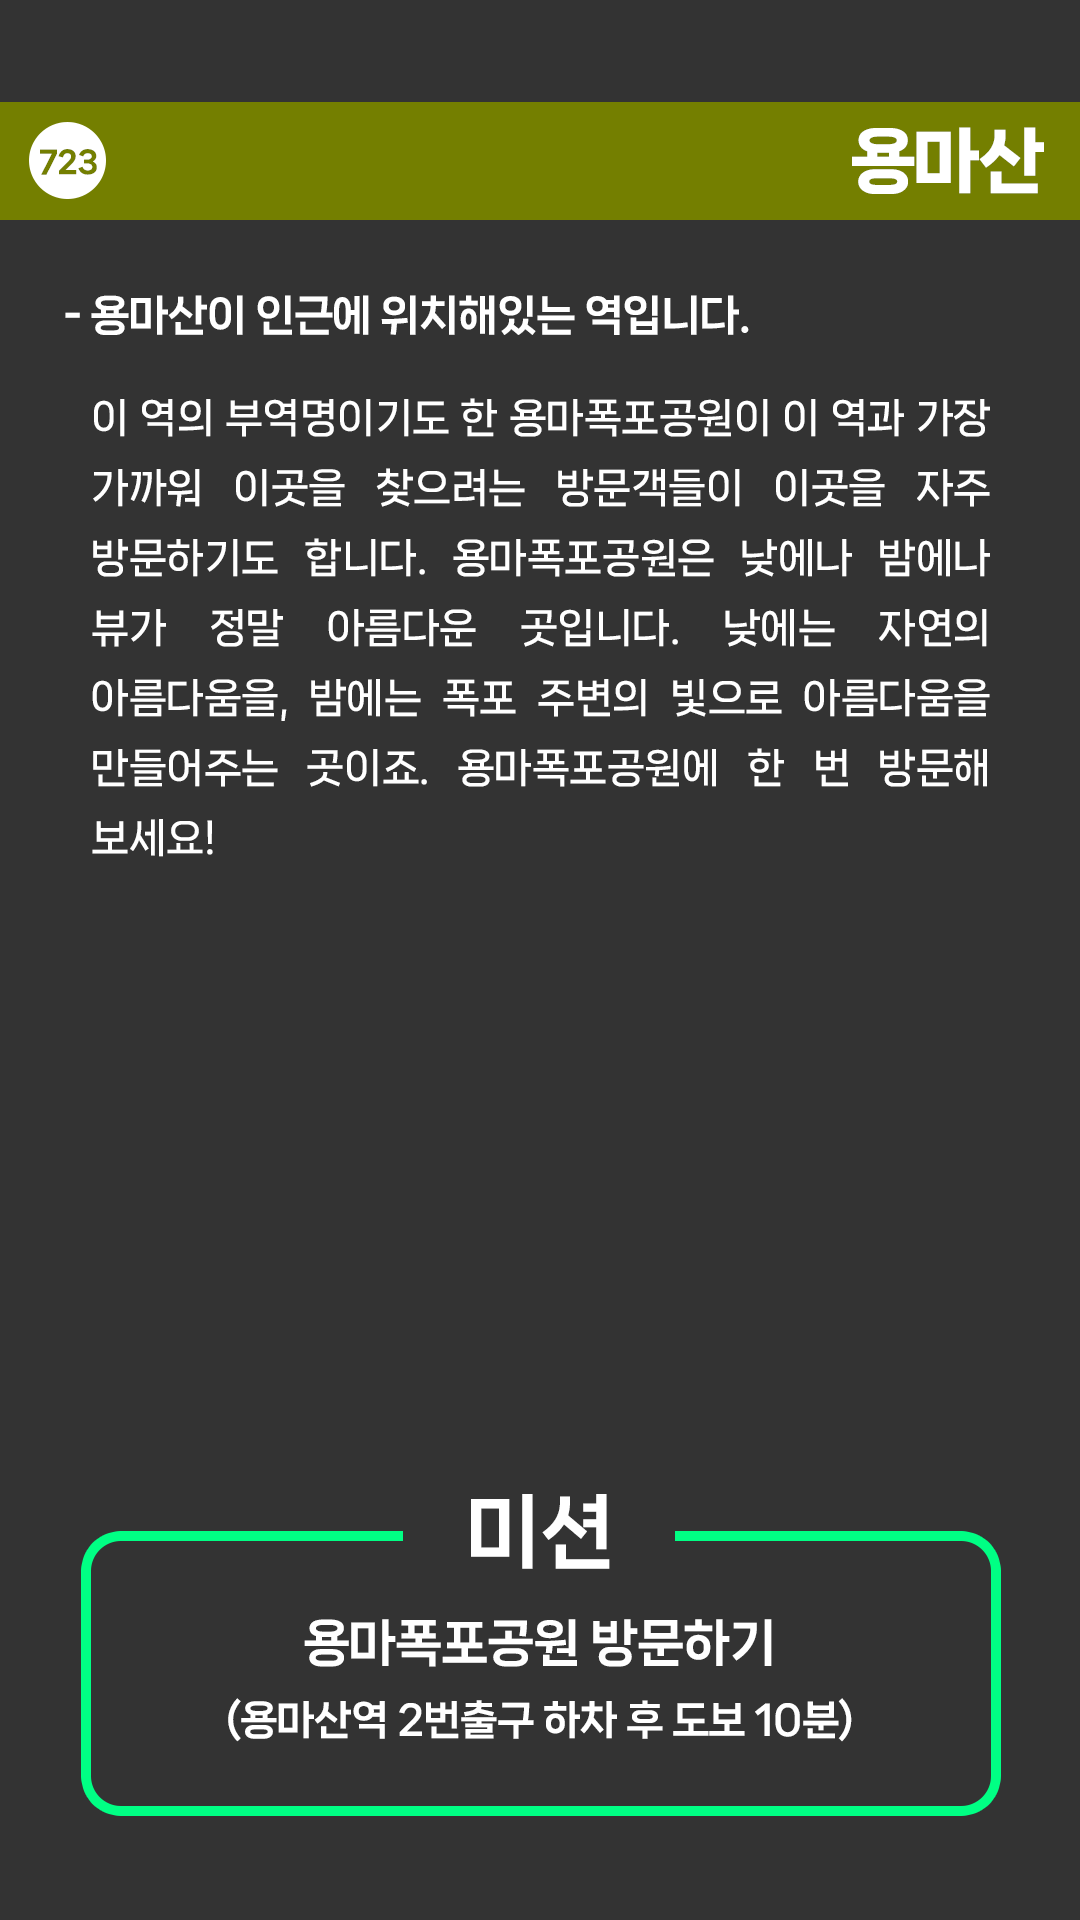 723
용마산
- 용마산이 인근에 위치해있는 역입니다.
이 역의 부역명이기도 한 용마폭포공원이 이 역과 가장
가까워 이곳을 찾으려는 방문객들이 이곳을 자주
방문하기도 합니다. 용마폭포공원은 낮에나 밤에나
뷰가 정말 아름다운 곳입니다. 낮에는 자연의
아름다움을, 밤에는 폭포 주변의 빛으로 아름다움을
만들어주는 곳이죠. 용마폭포공원에 한 번 방문해
보세요!
미션
용마폭포공원 방문하기
(용마산역 2번출구 하차 후 도보 10분)